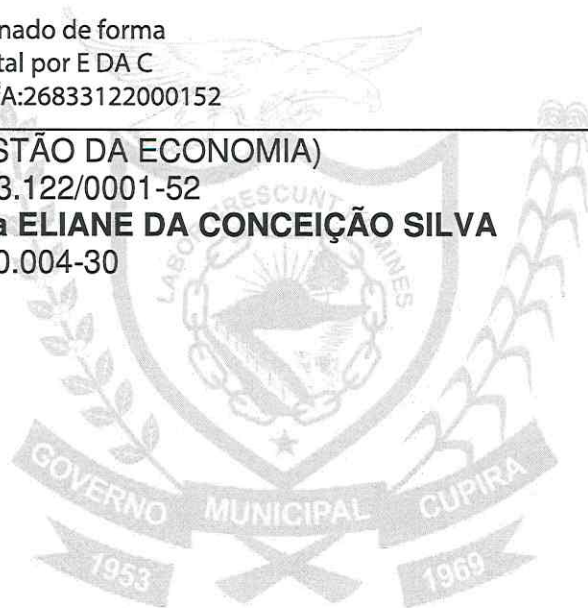 nado de forma
tal por E DA C
A:26833122000152
STÃO DA ECONOMIA)
3.122/0001-52
a ELIANE DA CONCEIÇÃO SILVA
0.004-30
LABOR CRESCUNT HOMINES
GOVERNO MUNICIPAL CUPIRA
1953 1969